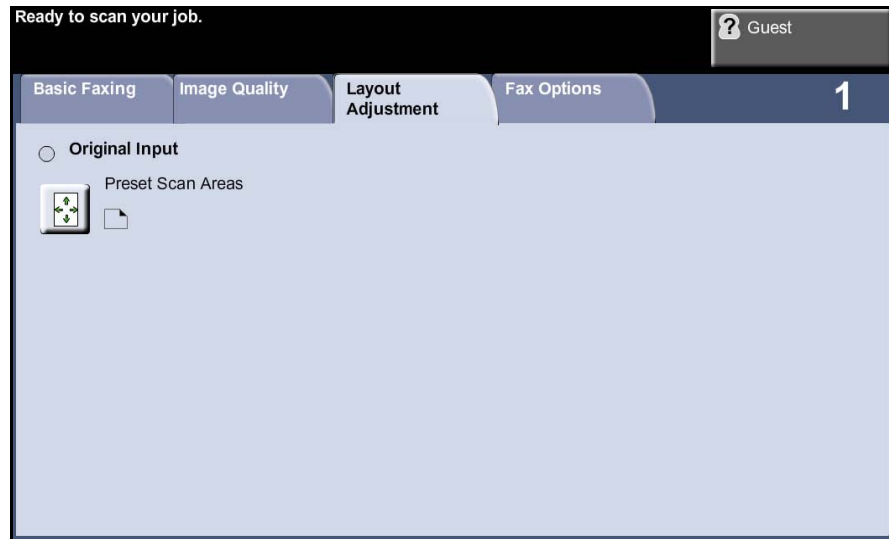 Ready to scan your job.
? Guest
Basic Faxing
Image Quality
Layout
Adjustment
Fax Options
1
Original Input
Preset Scan Areas